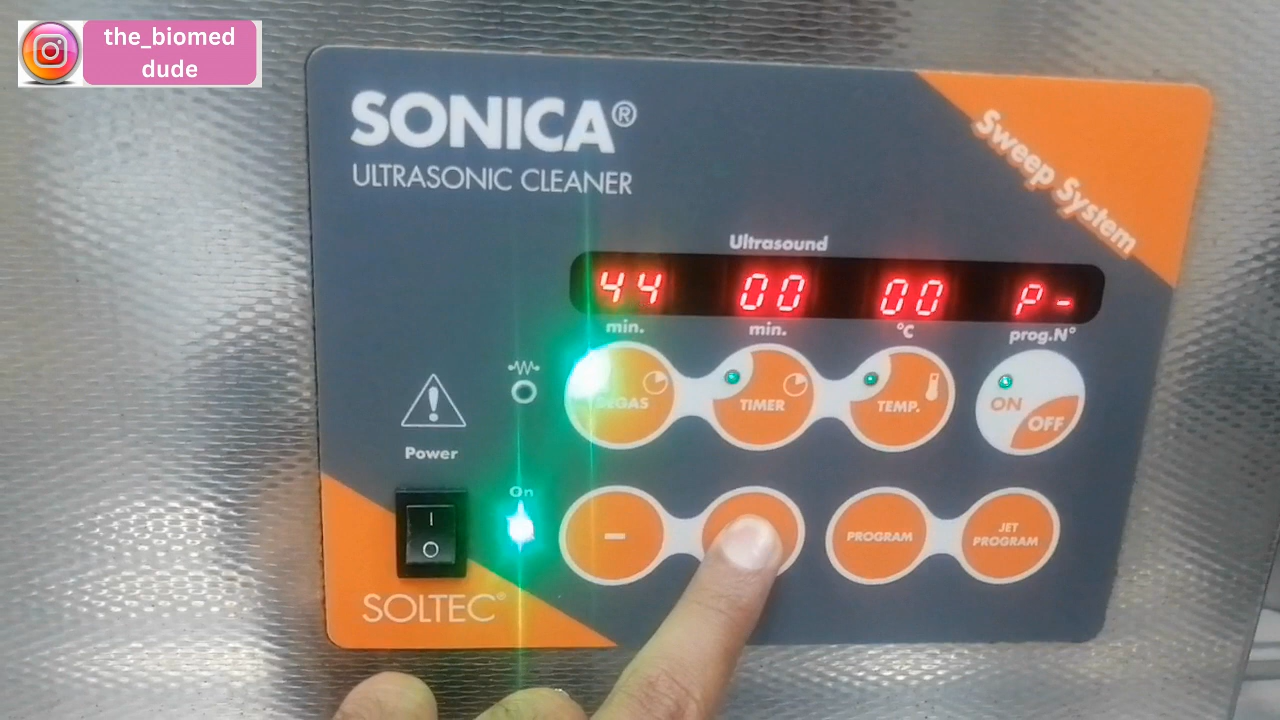 the_biomed
dude
SONICA®
ULTRASONIC CLEANER
Sweep System
Ultrasound
44 00 00 P-
min. min. °C prog.N°
DEGAS TIMER TEMP. ON OFF
Power
On
I
O
- PROGRAM JET PROGRAM
SOLTEC®